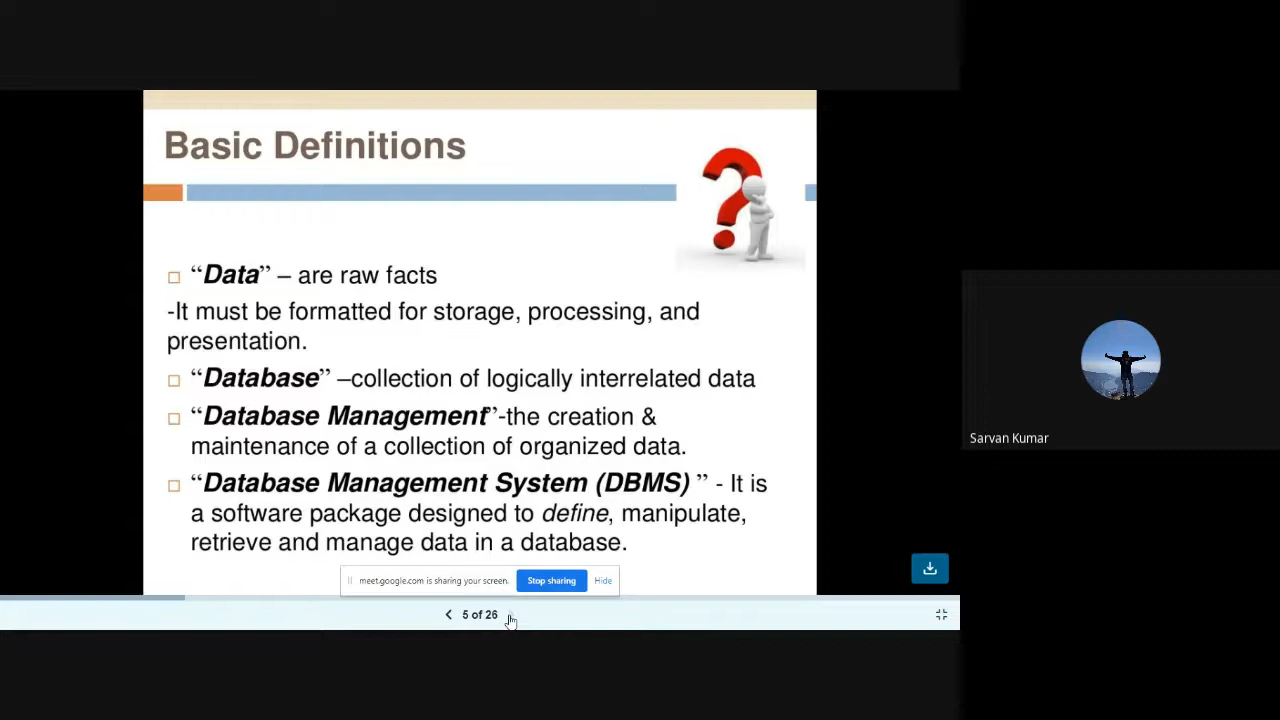 Basic Definitions
“Data” – are raw facts
-It must be formatted for storage, processing, and
presentation.
“Database” –collection of logically interrelated data
“Database Management”-the creation &
maintenance of a collection of organized data.
“Database Management System (DBMS) ” - It is
a software package designed to define, manipulate,
retrieve and manage data in a database.
meet.google.com is sharing your screen. Stop sharing Hide
5 of 26
Sarvan Kumar